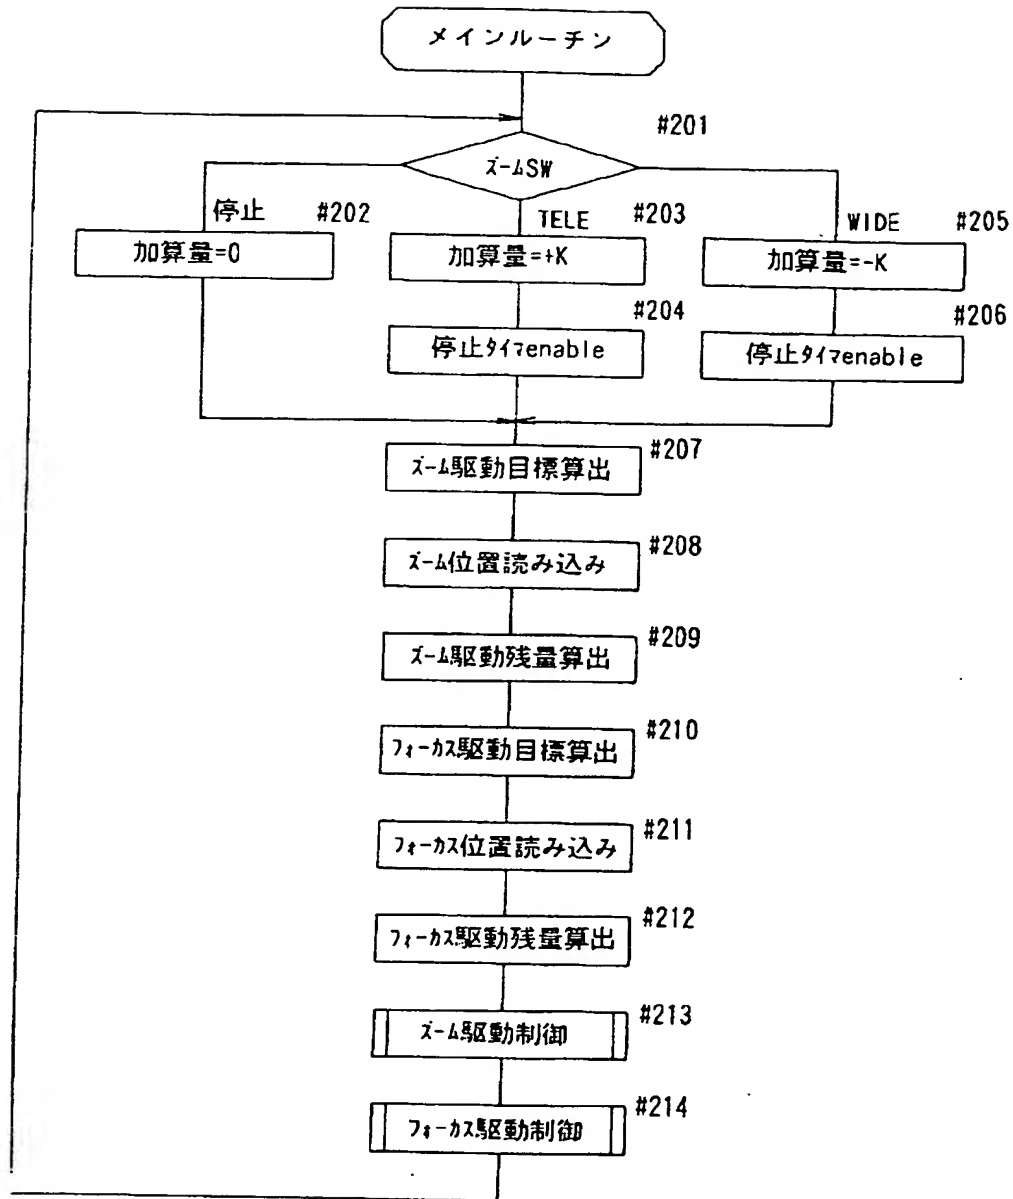 メインルーチン
#201
ズームSW
停止
#202
TELE
#203
WIDE
#205
加算量=0
加算量=+K
加算量=-K
#204
#206
停止タイマenable
停止タイマenable
#207
ズーム駆動目標算出
#208
ズーム位置読み込み
#209
ズーム駆動残量算出
#210
フォーカス駆動目標算出
#211
フォーカス位置読み込み
#212
フォーカス駆動残量算出
#213
ズーム駆動制御
#214
フォーカス駆動制御